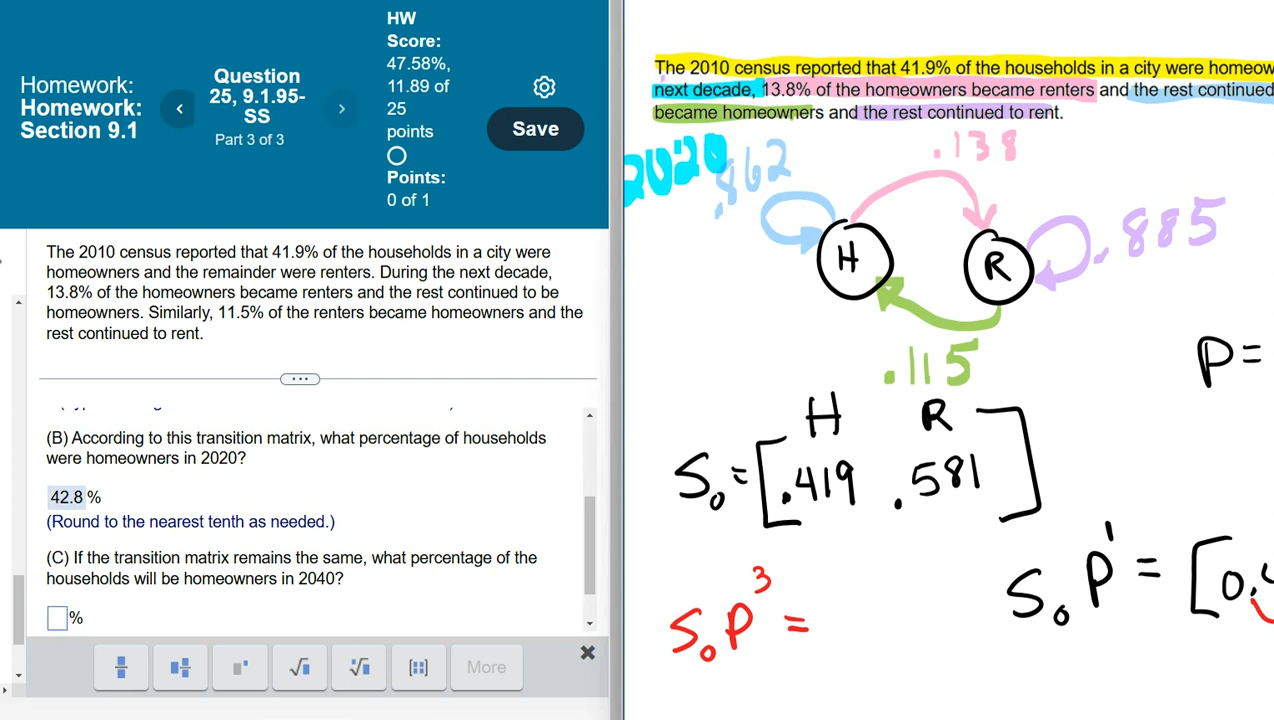 HW
Score:
47.58%,
11.89 of
25
points
Points:
0 of 1
Homework:
Homework:
Section 9.1
Question
25, 9.1.95-
SS
Part 3 of 3
Save
The 2010 census reported that 41.9% of the households in a city were
homeowners and the remainder were renters. During the next decade,
13.8% of the homeowners became renters and the rest continued to be
homeowners. Similarly, 11.5% of the renters became homeowners and the
rest continued to rent.
(B) According to this transition matrix, what percentage of households
were homeowners in 2020?
42.8 %
(Round to the nearest tenth as needed.)
(C) If the transition matrix remains the same, what percentage of the
households will be homeowners in 2040?
%
More
The 2010 census reported that 41.9% of the households in a city were homeow
next decade, 13.8% of the homeowners became renters and the rest continued
became homeowners and the rest continued to rent.
2020
.862
.138
H
R
.885
.115
P=
H R
S₀ = [.419 .581]
S₀ P¹ = [0.4
S₀ P³ =